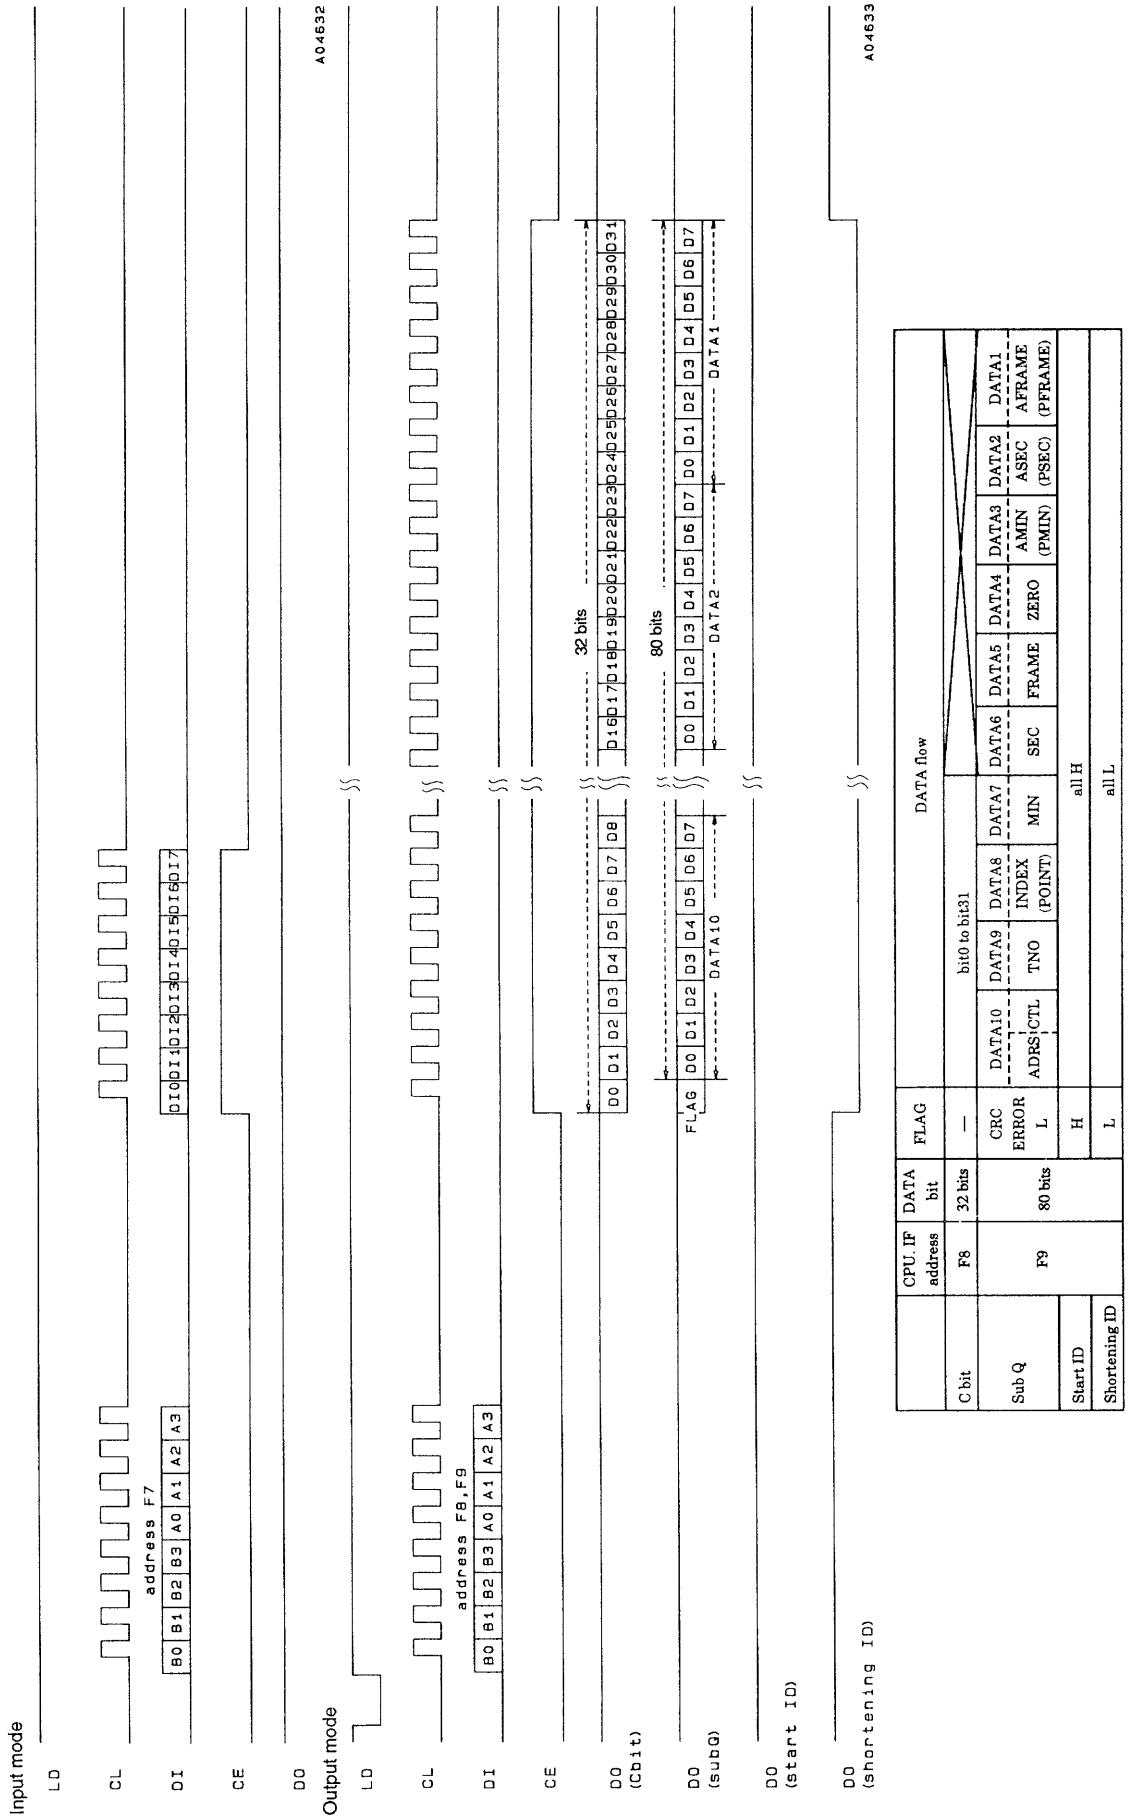 Input mode
LD
CL
address F7
DI B0 B1 B2 B3 A0 A1 A2 A3 DI0 DI1 DI2 DI3 DI4 DI5 DI6 DI7
CE
DO
A04632
Output mode
LD
CL
address F8,F9
DI B0 B1 B2 B3 A0 A1 A2 A3
CE
32 bits
DO D0 D1 D2 D3 D4 D5 D6 D7 D8 D16 D17 D18 D19 D20 D21 D22 D23 D24 D25 D26 D27 D28 D29 D30 D31
(Cbit)
80 bits
DO FLAG D0 D1 D2 D3 D4 D5 D6 D7 D0 D1 D2 D3 D4 D5 D6 D7 D0 D1 D2 D3 D4 D5 D6 D7
(subQ)
DATA10 DATA2 DATA1
DO
(start ID)
DO
(shortening ID)
A04633
CPU. IF DATA FLAG DATA flow
address bit
C bit F8 32 bits — bit0 to bit31
CRC DATA10 DATA9 DATA8 DATA7 DATA6 DATA5 DATA4 DATA3 DATA2 DATA1
Sub Q F9 80 bits ERROR ADRS CTL TNO INDEX MIN SEC FRAME ZERO AMIN ASEC AFRAME
L (POINT) (PMIN) (PSEC) (PFRAME)
Start ID H all H
Shortening ID L all L